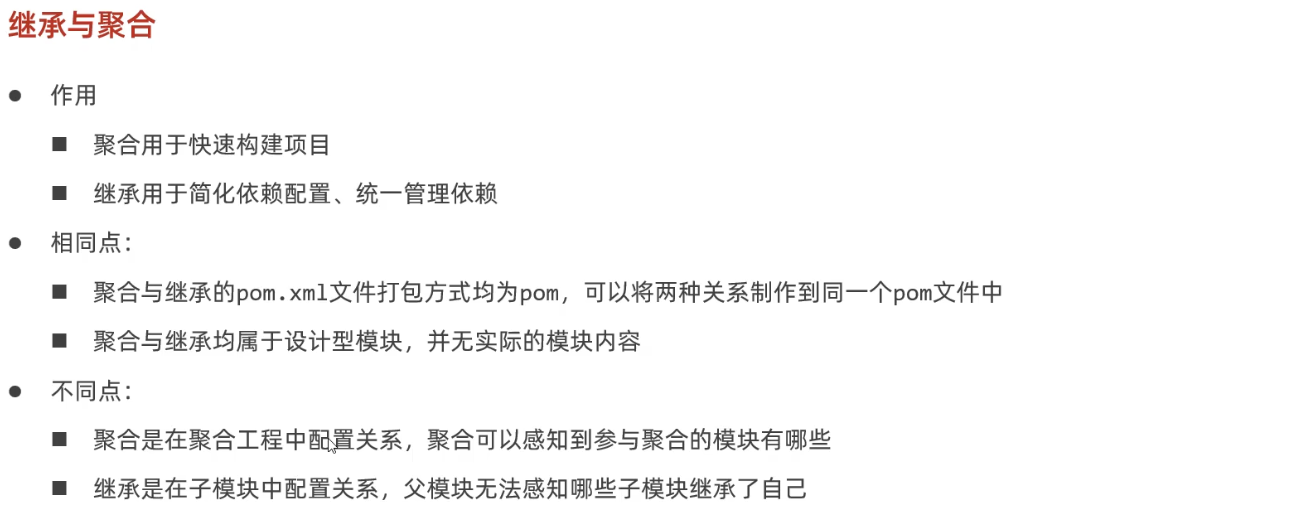 继承与聚合
作用
聚合用于快速构建项目
继承用于简化依赖配置、统一管理依赖
相同点：
聚合与继承的pom.xml文件打包方式均为pom，可以将两种关系制作到同一个pom文件中
聚合与继承均属于设计型模块，并无实际的模块内容
不同点：
聚合是在聚合工程中配置关系，聚合可以感知到参与聚合的模块有哪些
继承是在子模块中配置关系，父模块无法感知哪些子模块继承了自己